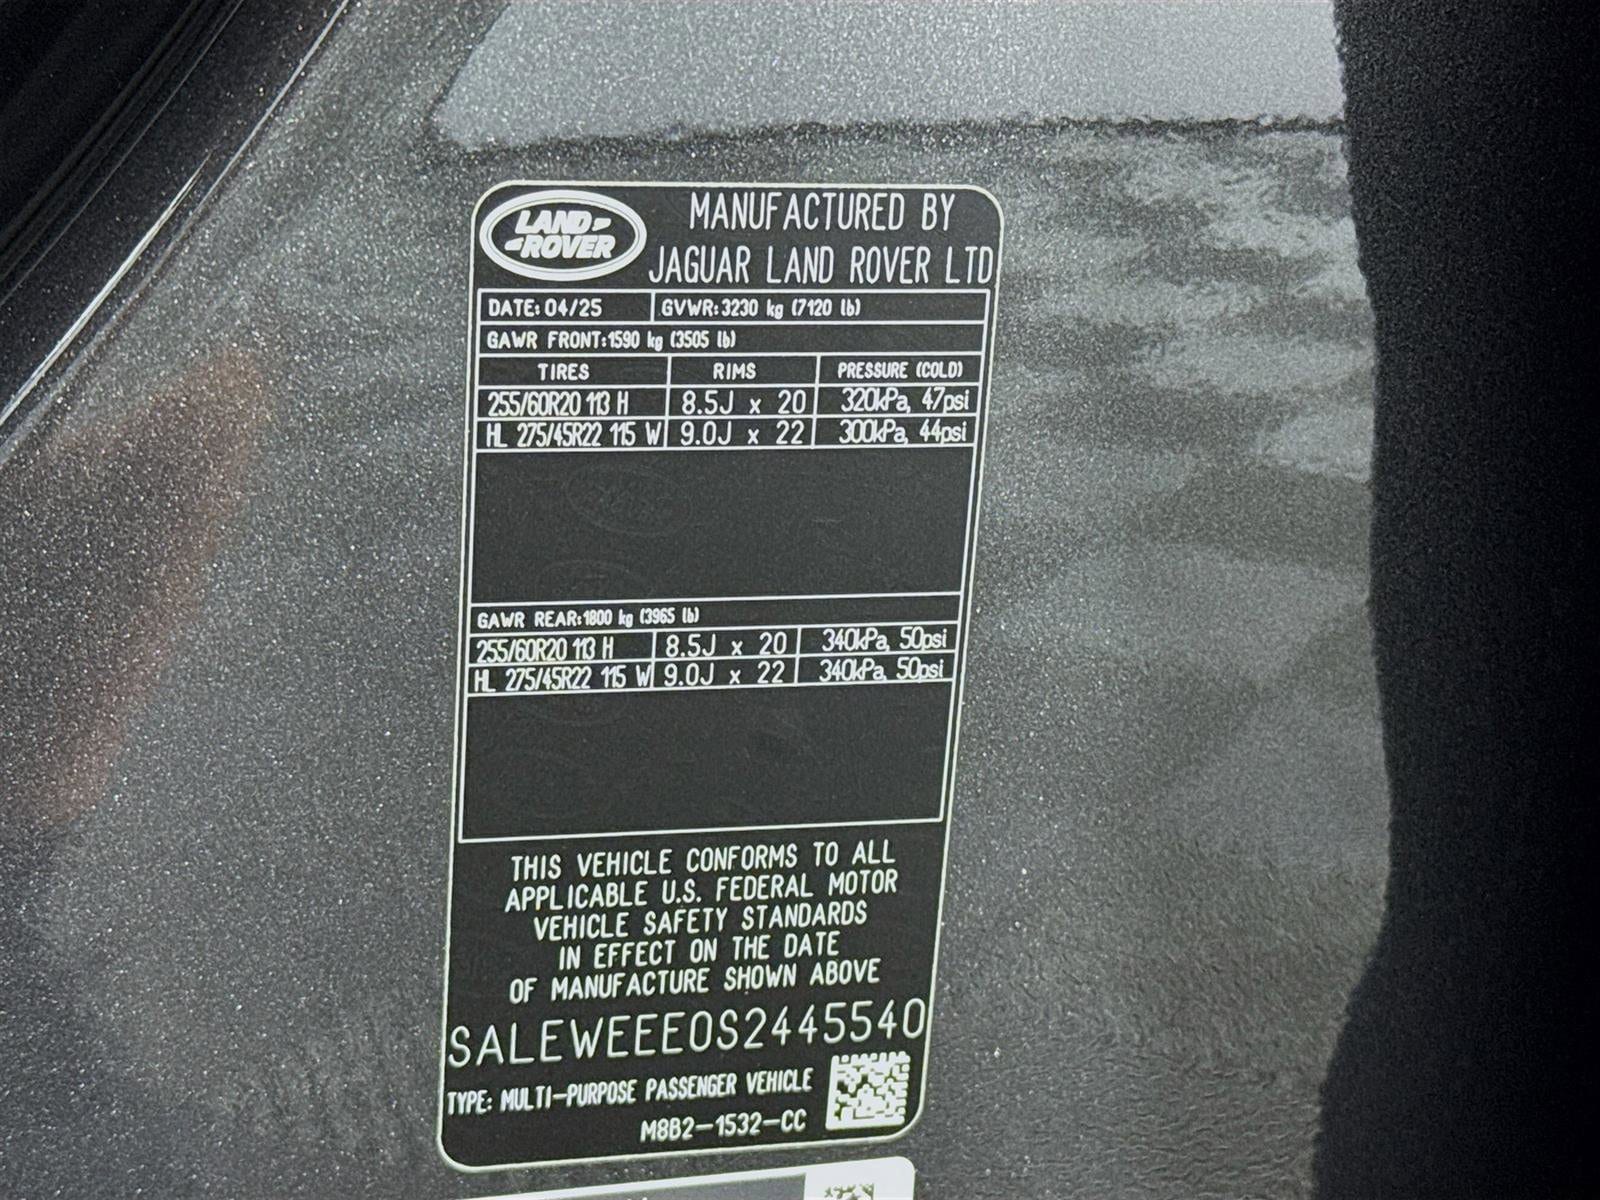 LAND
ROVER
MANUFACTURED BY
JAGUAR LAND ROVER LTD
DATE: 04/25 GVWR: 3230 kg (7120 lb)
GAWR FRONT: 1590 kg (3505 lb)
TIRES RIMS PRESSURE (COLD)
255/60R20 113 H 8.5J x 20 320kPa, 47psi
HL 275/45R22 115 W 9.0J x 22 300kPa, 44psi
GAWR REAR: 1800 kg (3965 lb)
255/60R20 113 H 8.5J x 20 340kPa, 50psi
HL 275/45R22 115 W 9.0J x 22 340kPa, 50psi
THIS VEHICLE CONFORMS TO ALL
APPLICABLE U.S. FEDERAL MOTOR
VEHICLE SAFETY STANDARDS
IN EFFECT ON THE DATE
OF MANUFACTURE SHOWN ABOVE
SALEWEEE0S2445540
TYPE: MULTI-PURPOSE PASSENGER VEHICLE
M8B2-1532-CC